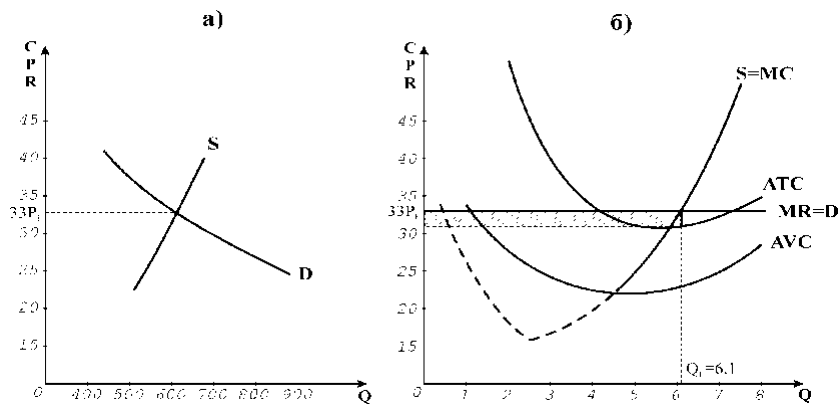 а)
C
P
R
45
40
35
33P₁
30
25
20
15
0
400 500 600 700 800 900 Q
S
D
б)
C
P
R
45
40
35
33P₁
30
25
20
15
0
1 2 3 4 5 6 7 8 Q
S=MC
ATC
MR=D
AVC
Q₁=6.1